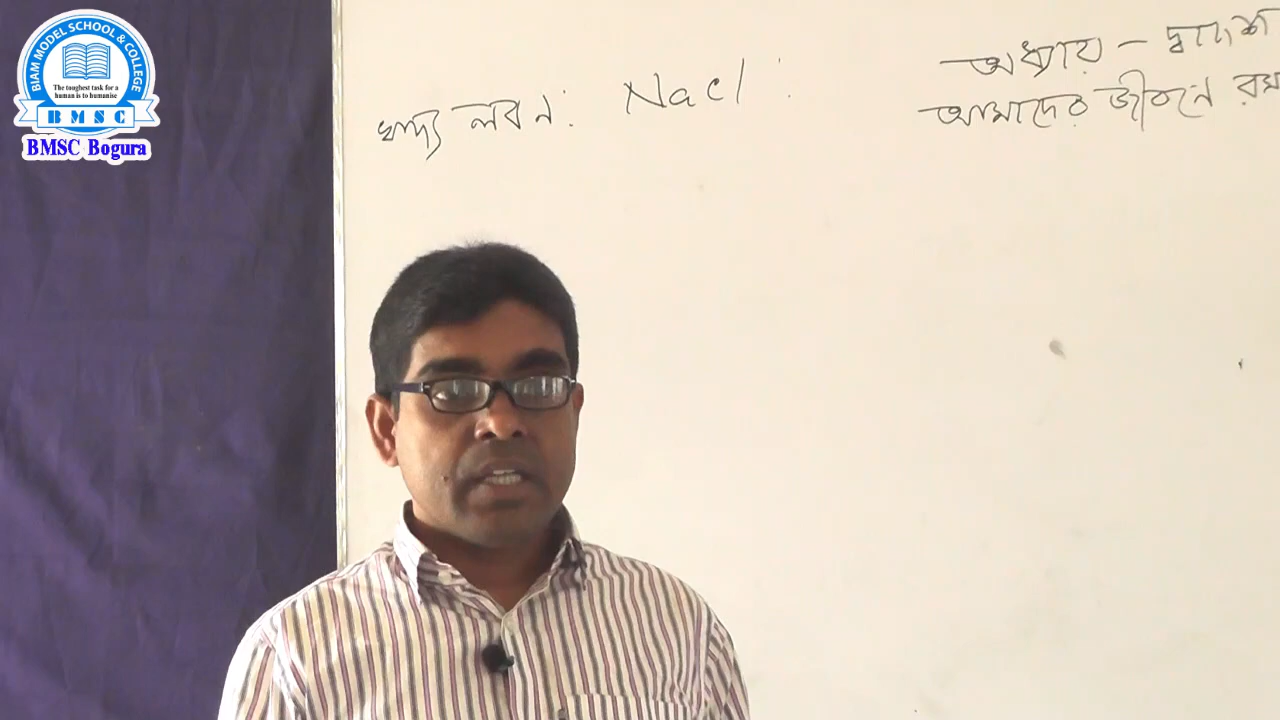 BIAM MODEL SCHOOL & COLLEGE
The toughest task for a
human is to humanise
BMSC
BMSC Bogura
অধ্যায় - দ্বাদশ
আমাদের জীবনে রসা
খাদ্য লবন: NaCl :